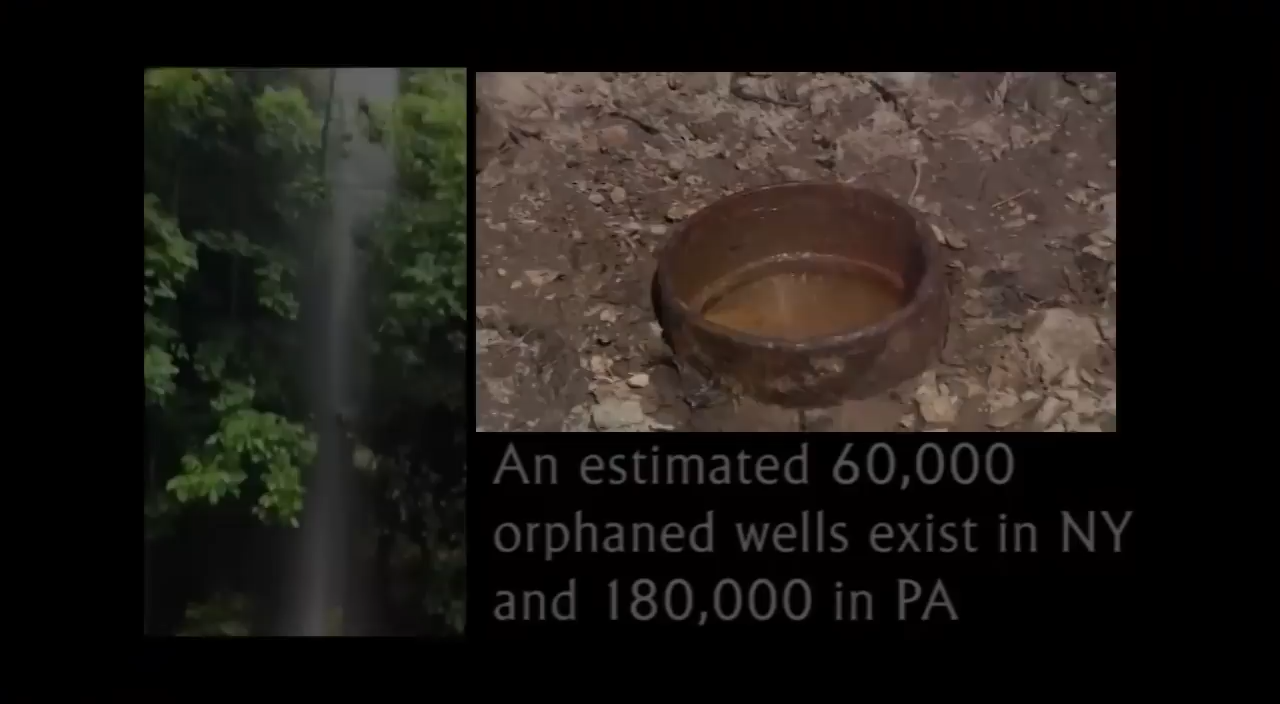 An estimated 60,000
orphaned wells exist in NY
and 180,000 in PA